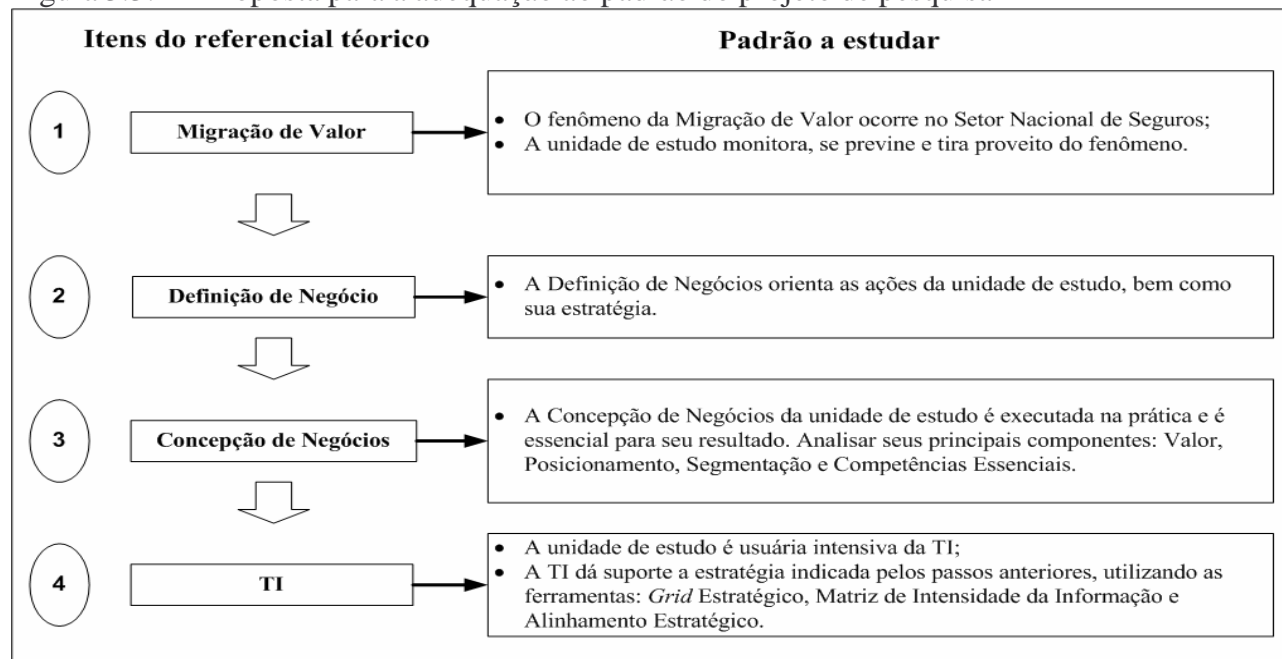 Itens do referencial téorico
Padrão a estudar
1
Migração de Valor
• O fenômeno da Migração de Valor ocorre no Setor Nacional de Seguros;
• A unidade de estudo monitora, se previne e tira proveito do fenômeno.
2
Definição de Negócio
• A Definição de Negócios orienta as ações da unidade de estudo, bem como
sua estratégia.
3
Concepção de Negócios
• A Concepção de Negócios da unidade de estudo é executada na prática e é
essencial para seu resultado. Analisar seus principais componentes: Valor,
Posicionamento, Segmentação e Competências Essenciais.
4
TI
• A unidade de estudo é usuária intensiva da TI;
• A TI dá suporte a estratégia indicada pelos passos anteriores, utilizando as
ferramentas: Grid Estratégico, Matriz de Intensidade da Informação e
Alinhamento Estratégico.